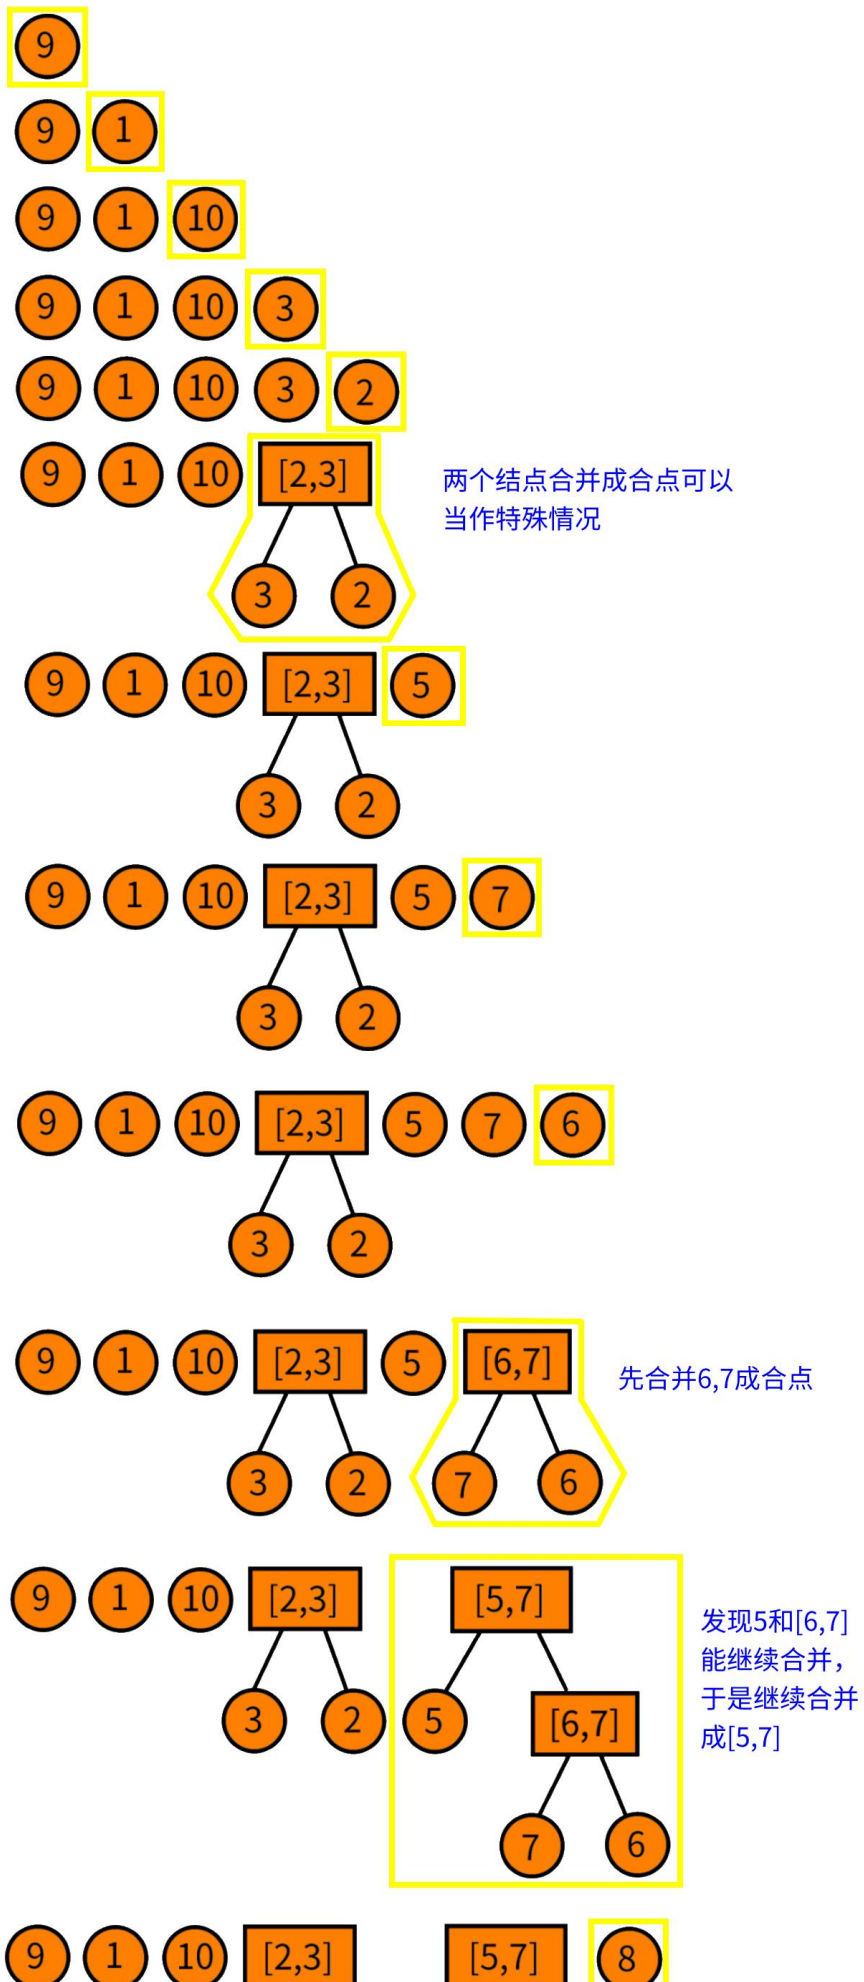 9
9 1
9 1 10
9 1 10 3
9 1 10 3 2
9 1 10 [2,3]
两个结点合并成合点可以
当作特殊情况
3 2
9 1 10 [2,3] 5
3 2
9 1 10 [2,3] 5 7
3 2
9 1 10 [2,3] 5 7 6
3 2
9 1 10 [2,3] 5 [6,7]
先合并6,7成合点
3 2 7 6
9 1 10 [2,3] [5,7]
发现5和[6,7]
能继续合并，
于是继续合并
成[5,7]
3 2 5 [6,7]
7 6
9 1 10 [2,3] [5,7] 8